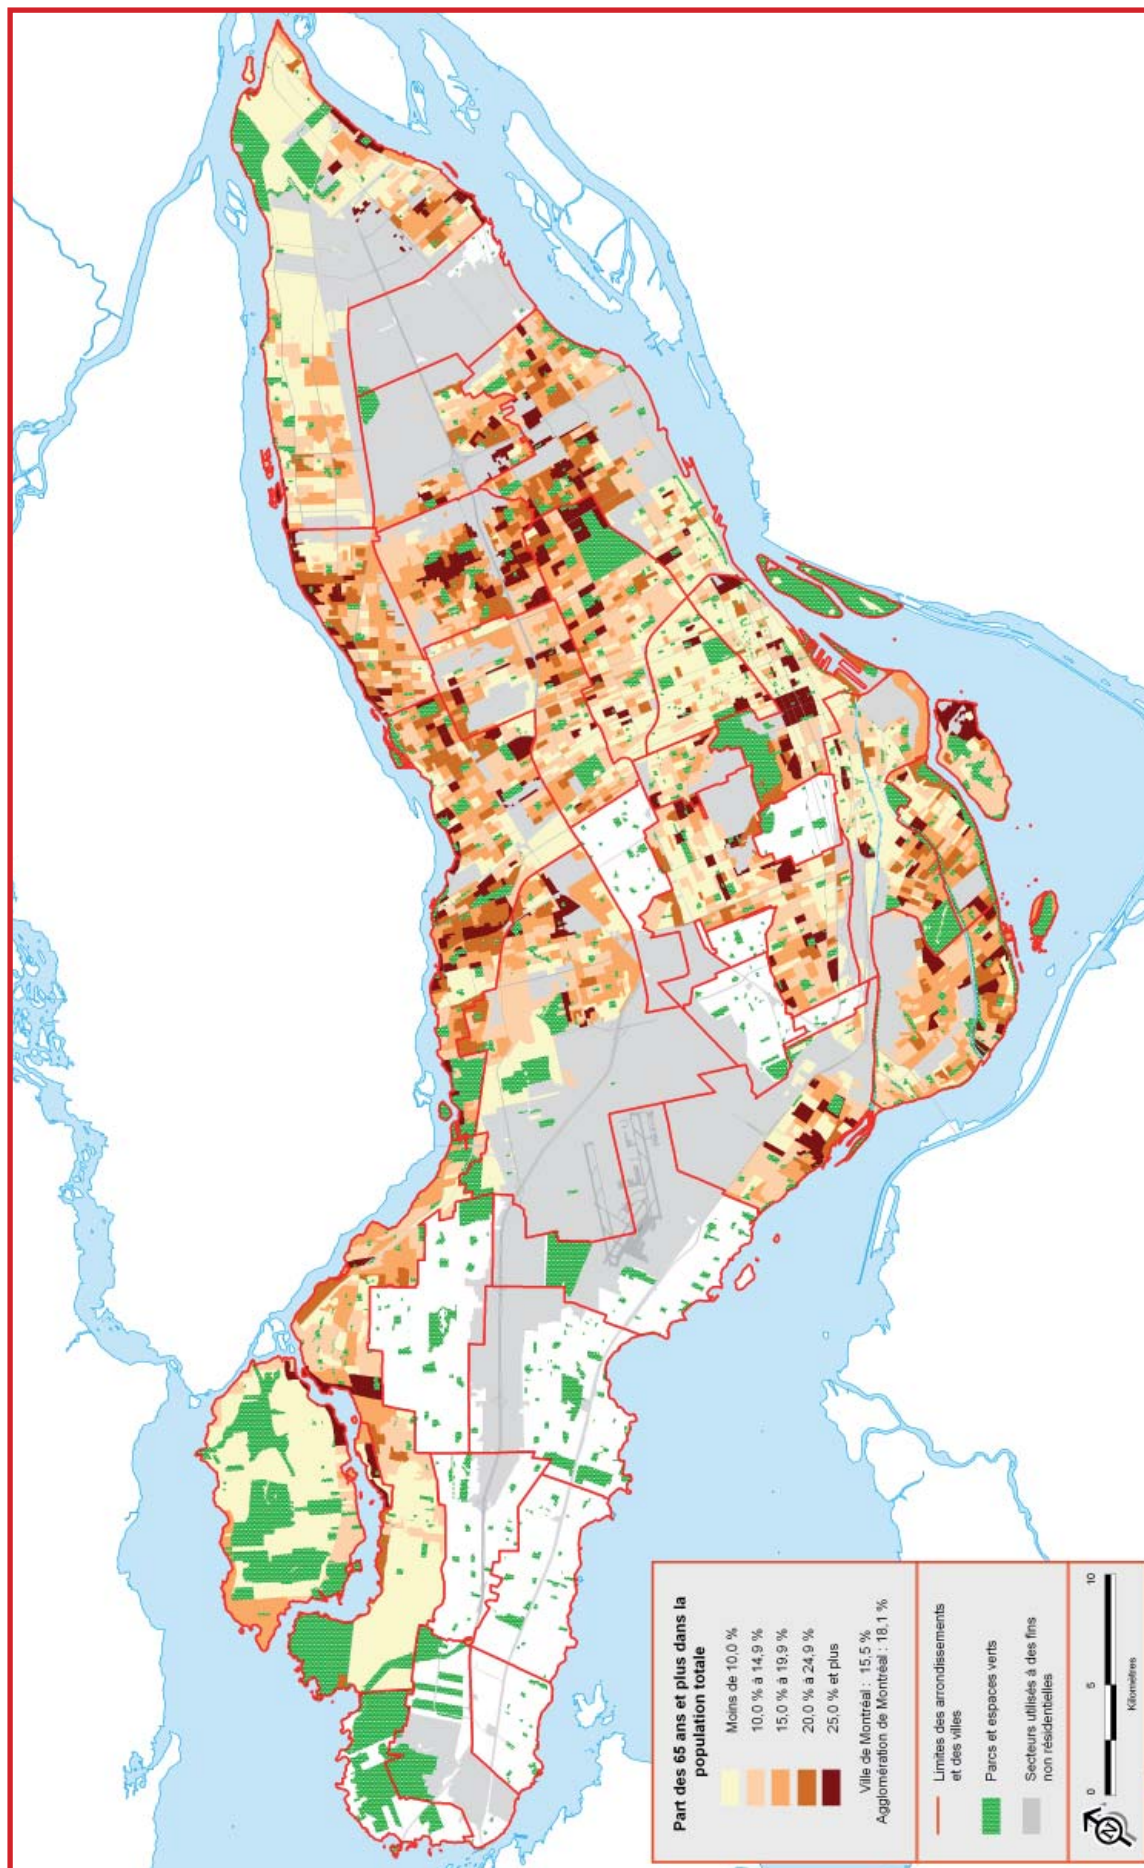 Part des 65 ans et plus dans la
population totale
Moins de 10,0 %
10,0 % à 14,9 %
15,0 % à 19,9 %
20,0 % à 24,9 %
25,0 % et plus
Ville de Montréal : 15,5 %
Agglomération de Montréal : 18,1 %
Limites des arrondissements
et des villes
Parcs et espaces verts
Secteurs utilisés à des fins
non résidentielles
N
0 5 10
Kilomètres